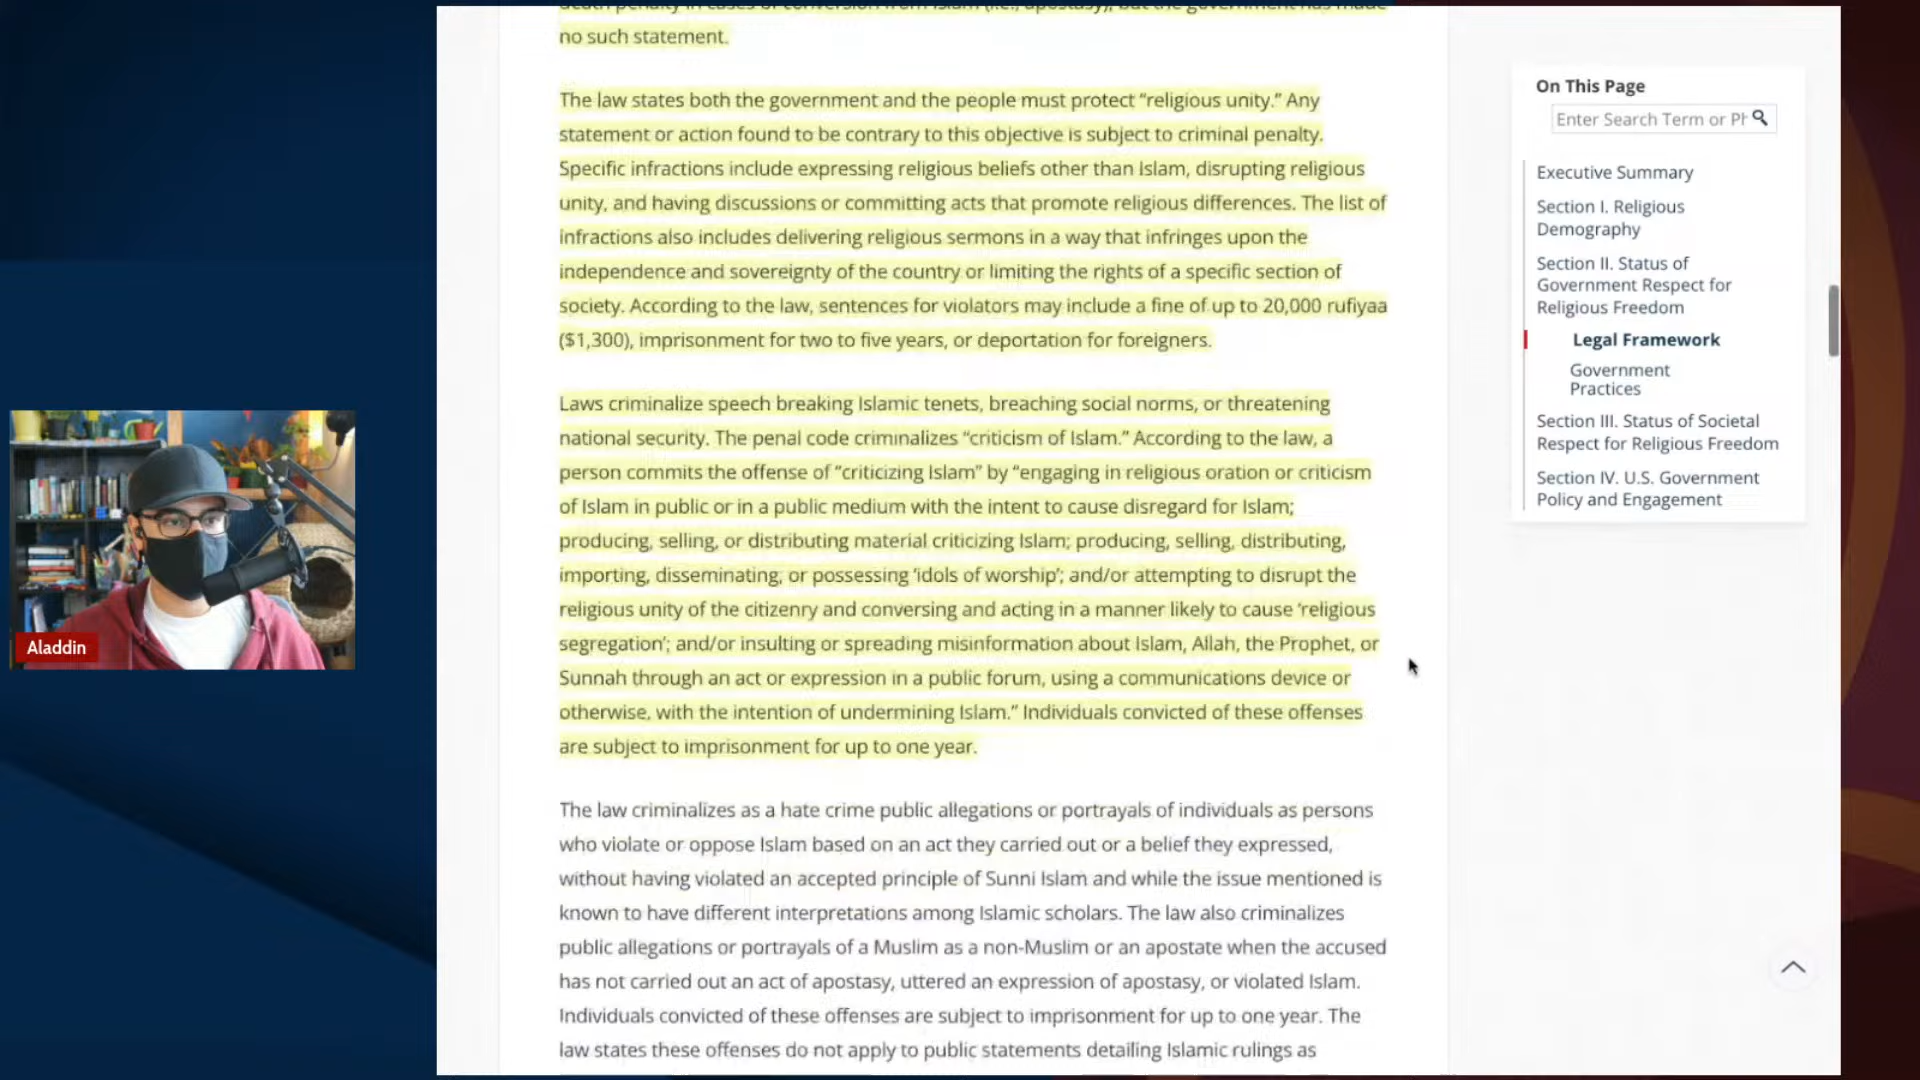 death penalty in cases of conversion from Islam (i.e., apostasy), but the government has made
no such statement.
The law states both the government and the people must protect “religious unity.” Any
statement or action found to be contrary to this objective is subject to criminal penalty.
Specific infractions include expressing religious beliefs other than Islam, disrupting religious
unity, and having discussions or committing acts that promote religious differences. The list of
infractions also includes delivering religious sermons in a way that infringes upon the
independence and sovereignty of the country or limiting the rights of a specific section of
society. According to the law, sentences for violators may include a fine of up to 20,000 rufiyaa
($1,300), imprisonment for two to five years, or deportation for foreigners.
Laws criminalize speech breaking Islamic tenets, breaching social norms, or threatening
national security. The penal code criminalizes “criticism of Islam.” According to the law, a
person commits the offense of “criticizing Islam” by “engaging in religious oration or criticism
of Islam in public or in a public medium with the intent to cause disregard for Islam;
producing, selling, or distributing material criticizing Islam; producing, selling, distributing,
importing, disseminating, or possessing ‘idols of worship’; and/or attempting to disrupt the
religious unity of the citizenry and conversing and acting in a manner likely to cause ‘religious
segregation’; and/or insulting or spreading misinformation about Islam, Allah, the Prophet, or
Sunnah through an act or expression in a public forum, using a communications device or
otherwise, with the intention of undermining Islam.” Individuals convicted of these offenses
are subject to imprisonment for up to one year.
The law criminalizes as a hate crime public allegations or portrayals of individuals as persons
who violate or oppose Islam based on an act they carried out or a belief they expressed,
without having violated an accepted principle of Sunni Islam and while the issue mentioned is
known to have different interpretations among Islamic scholars. The law also criminalizes
public allegations or portrayals of a Muslim as a non-Muslim or an apostate when the accused
has not carried out an act of apostasy, uttered an expression of apostasy, or violated Islam.
Individuals convicted of these offenses are subject to imprisonment for up to one year. The
law states these offenses do not apply to public statements detailing Islamic rulings as
On This Page
Enter Search Term or Ph
Executive Summary
Section I. Religious
Demography
Section II. Status of
Government Respect for
Religious Freedom
Legal Framework
Government
Practices
Section III. Status of Societal
Respect for Religious Freedom
Section IV. U.S. Government
Policy and Engagement
Aladdin